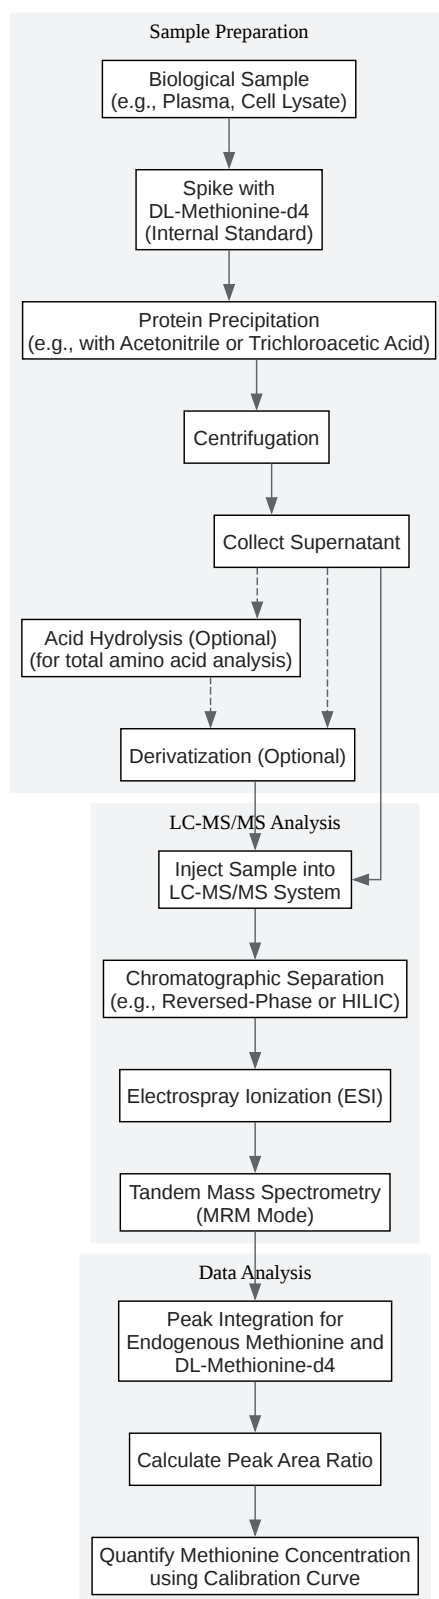 Sample Preparation
Biological Sample
(e.g., Plasma, Cell Lysate)
Spike with
DL-Methionine-d4
(Internal Standard)
Protein Precipitation
(e.g., with Acetonitrile or Trichloroacetic Acid)
Centrifugation
Collect Supernatant
Acid Hydrolysis (Optional)
(for total amino acid analysis)
Derivatization (Optional)
LC-MS/MS Analysis
Inject Sample into
LC-MS/MS System
Chromatographic Separation
(e.g., Reversed-Phase or HILIC)
Electrospray Ionization (ESI)
Tandem Mass Spectrometry
(MRM Mode)
Data Analysis
Peak Integration for
Endogenous Methionine and
DL-Methionine-d4
Calculate Peak Area Ratio
Quantify Methionine Concentration
using Calibration Curve